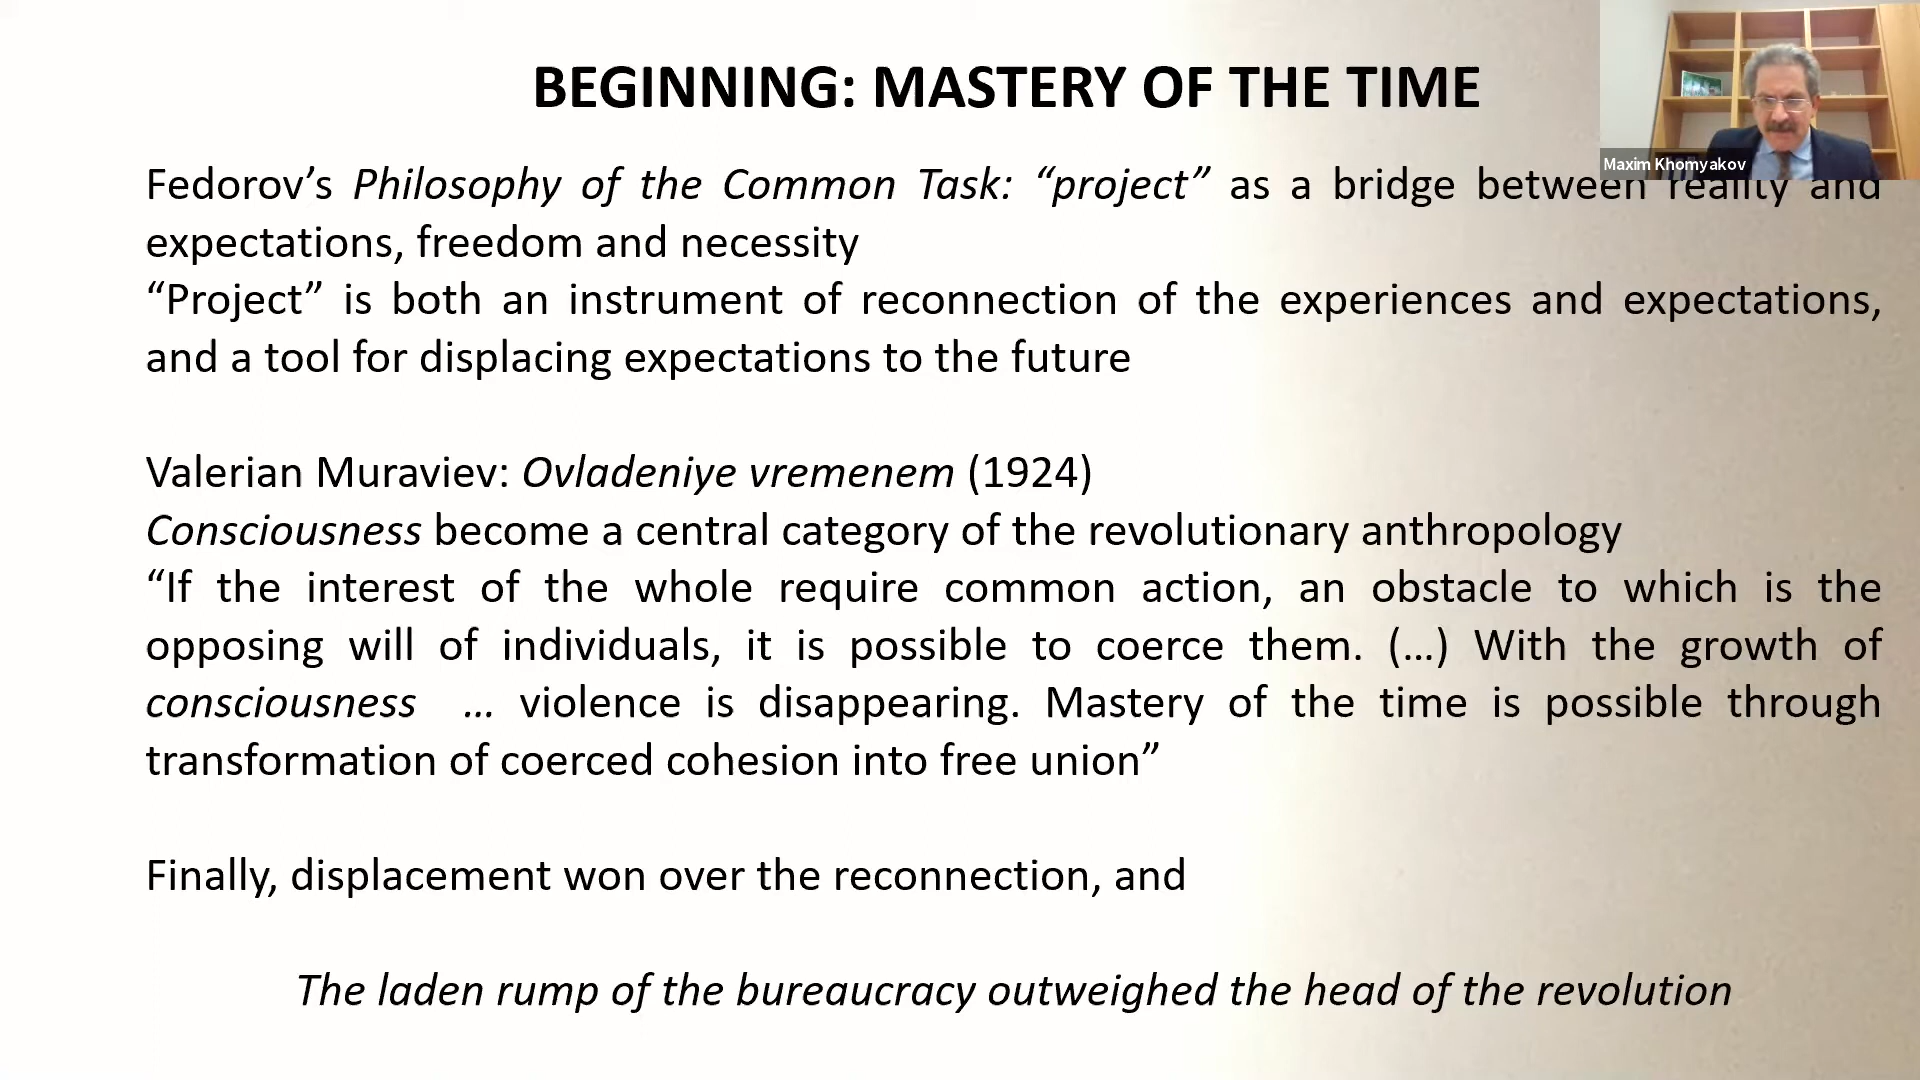 BEGINNING: MASTERY OF THE TIME
Maxim Khomyakov
Fedorov’s Philosophy of the Common Task: “project” as a bridge between reality and
expectations, freedom and necessity
“Project” is both an instrument of reconnection of the experiences and expectations,
and a tool for displacing expectations to the future
Valerian Muraviev: Ovladeniye vremenem (1924)
Consciousness become a central category of the revolutionary anthropology
“If the interest of the whole require common action, an obstacle to which is the
opposing will of individuals, it is possible to coerce them. (…) With the growth of
consciousness … violence is disappearing. Mastery of the time is possible through
transformation of coerced cohesion into free union”
Finally, displacement won over the reconnection, and
The laden rump of the bureaucracy outweighed the head of the revolution